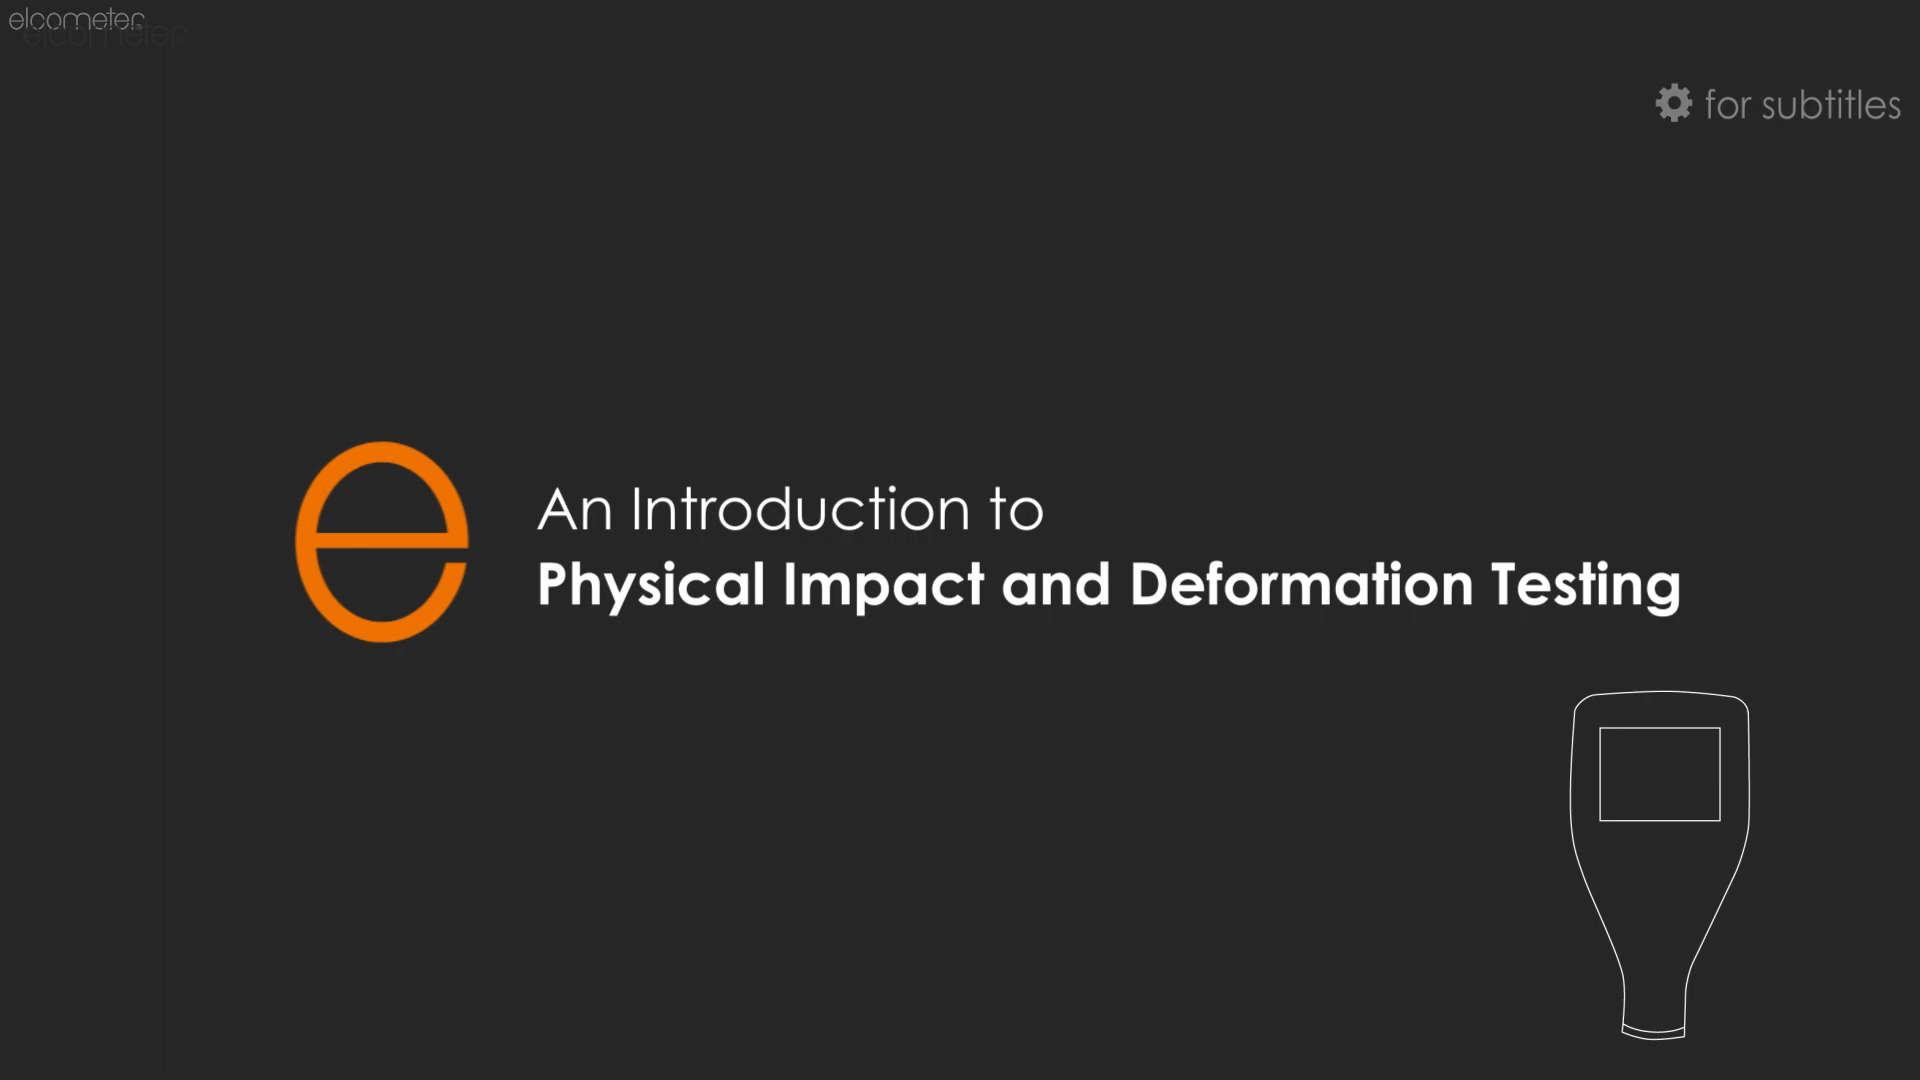 elcometer
for subtitles
e
An Introduction to
Physical Impact and Deformation Testing